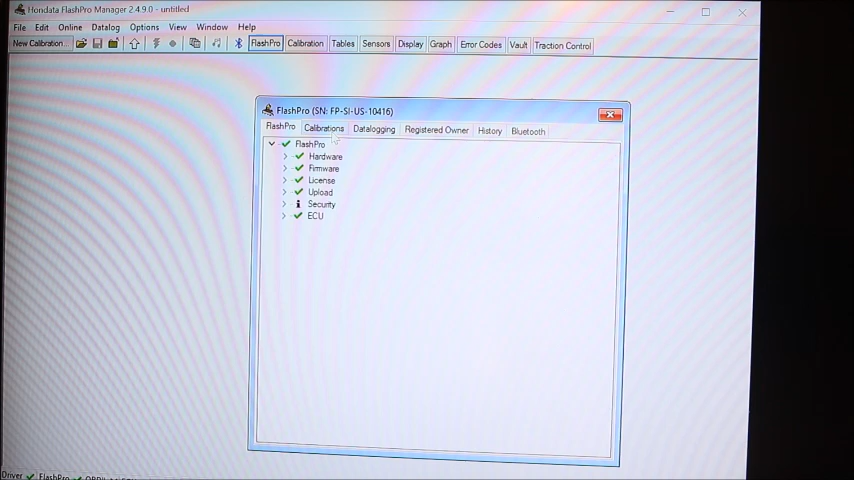 Hondata FlashPro Manager 2.4.9.0 - untitled
File Edit Online Datalog Options View Window Help
New Calibration... FlashPro Calibration Tables Sensors Display Graph Error Codes Vault Traction Control
FlashPro (SN: FP-SI-US-10416)
FlashPro Calibrations Datalogging Registered Owner History Bluetooth
FlashPro
Hardware
Firmware
License
Upload
Security
ECU
Driver FlashPro